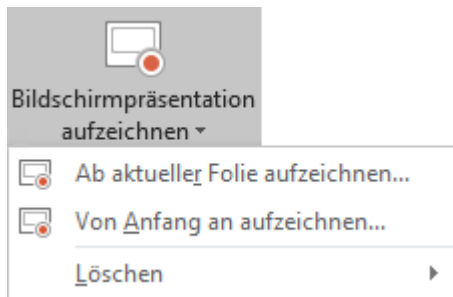 Bildschirmpräsentation
aufzeichnen
Ab aktueller Folie aufzeichnen...
Von Anfang an aufzeichnen...
Löschen